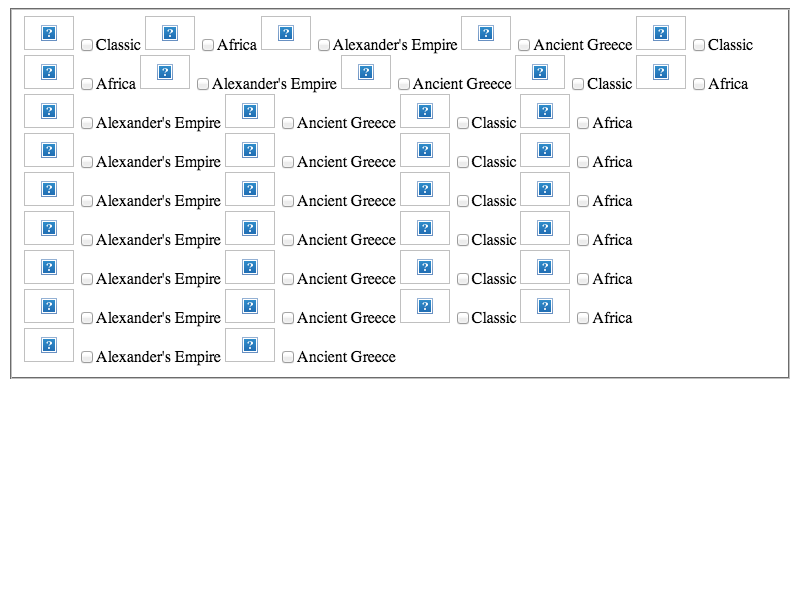 Classic Africa Alexander's Empire Ancient Greece Classic
Africa Alexander's Empire Ancient Greece Classic Africa
Alexander's Empire Ancient Greece Classic Africa
Alexander's Empire Ancient Greece Classic Africa
Alexander's Empire Ancient Greece Classic Africa
Alexander's Empire Ancient Greece Classic Africa
Alexander's Empire Ancient Greece Classic Africa
Alexander's Empire Ancient Greece Classic Africa
Alexander's Empire Ancient Greece